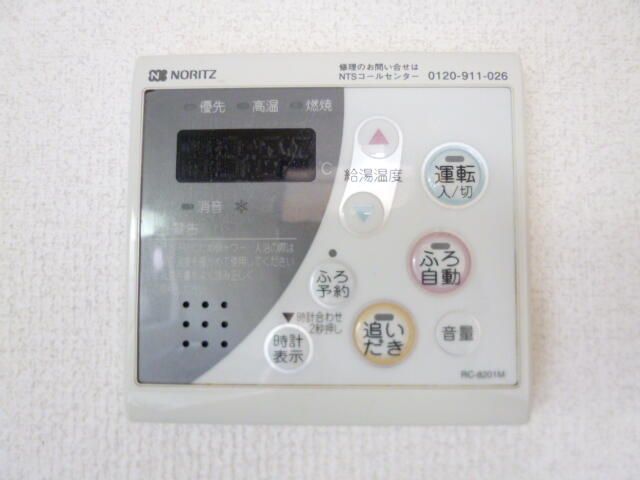 NORITZ
修理のお問い合せは
NTSコールセンター 0120-911-026
優先 高温 燃焼
℃
給湯温度
運転
入/切
消音
警告
ふろ
自動
ふろ
予約
▼時計合わせ
2秒押し
時計
表示
追い
だき
音量
RC-8201M